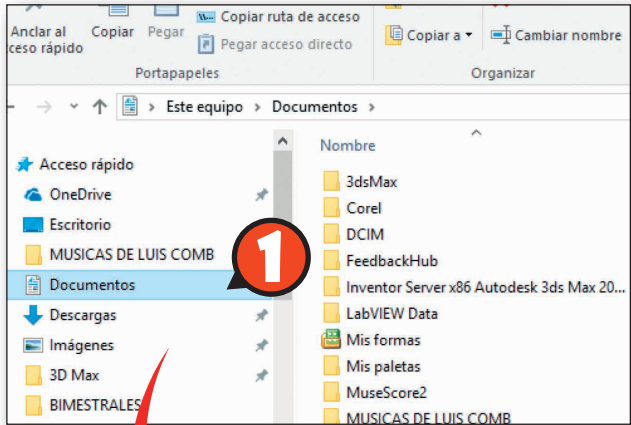 Copiar ruta de acceso
Anclar al
ceso rápido
Copiar
Pegar
Pegar acceso directo
Portapapeles
Copiar a
Cambiar nombre
Organizar
Este equipo > Documentos >
Acceso rápido
OneDrive
Escritorio
MUSICAS DE LUIS COMB
Documentos
Descargas
Imágenes
3D Max
BIMESTRALES
1
Nombre
3dsMax
Corel
DCIM
FeedbackHub
Inventor Server x86 Autodesk 3ds Max 20...
LabVIEW Data
Mis formas
Mis paletas
MuseScore2
MUSICAS DE LUIS COMB